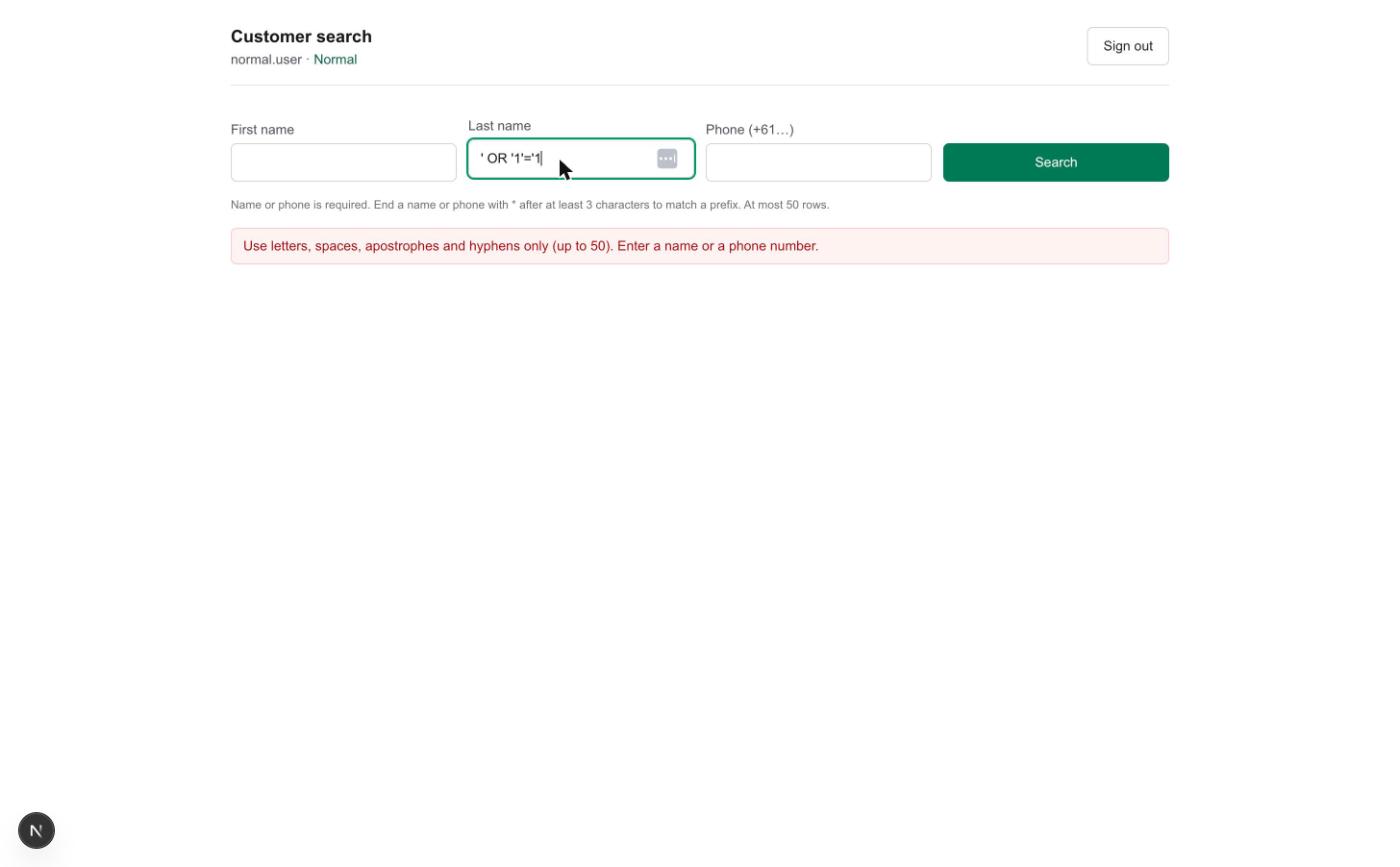 Customer search
normal.user · Normal
Sign out
First name
Last name
Phone (+61…)
' OR '1'='1
Search
Name or phone is required. End a name or phone with * after at least 3 characters to match a prefix. At most 50 rows.
Use letters, spaces, apostrophes and hyphens only (up to 50). Enter a name or a phone number.
N